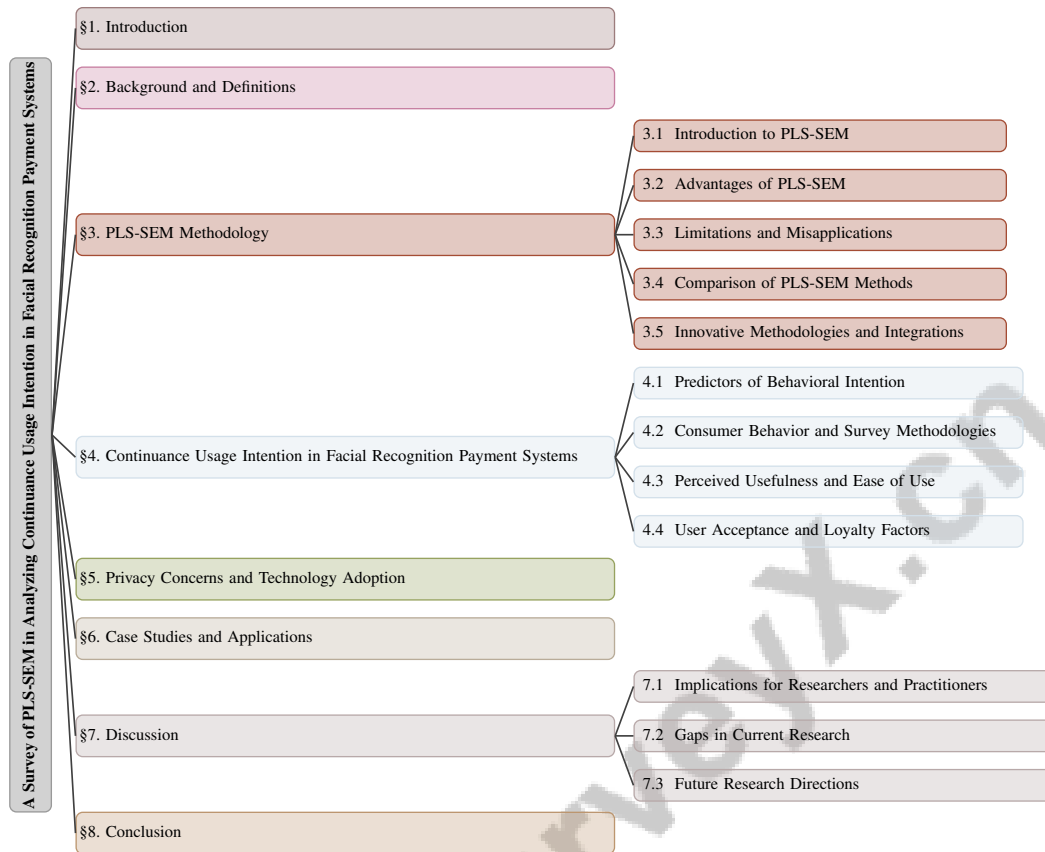 A Survey of PLS-SEM in Analyzing Continuance Usage Intention in Facial Recognition Payment Systems
§1. Introduction
§2. Background and Definitions
§3. PLS-SEM Methodology
3.1 Introduction to PLS-SEM
3.2 Advantages of PLS-SEM
3.3 Limitations and Misapplications
3.4 Comparison of PLS-SEM Methods
3.5 Innovative Methodologies and Integrations
§4. Continuance Usage Intention in Facial Recognition Payment Systems
4.1 Predictors of Behavioral Intention
4.2 Consumer Behavior and Survey Methodologies
4.3 Perceived Usefulness and Ease of Use
4.4 User Acceptance and Loyalty Factors
§5. Privacy Concerns and Technology Adoption
§6. Case Studies and Applications
§7. Discussion
7.1 Implications for Researchers and Practitioners
7.2 Gaps in Current Research
7.3 Future Research Directions
§8. Conclusion
rveyx.cn